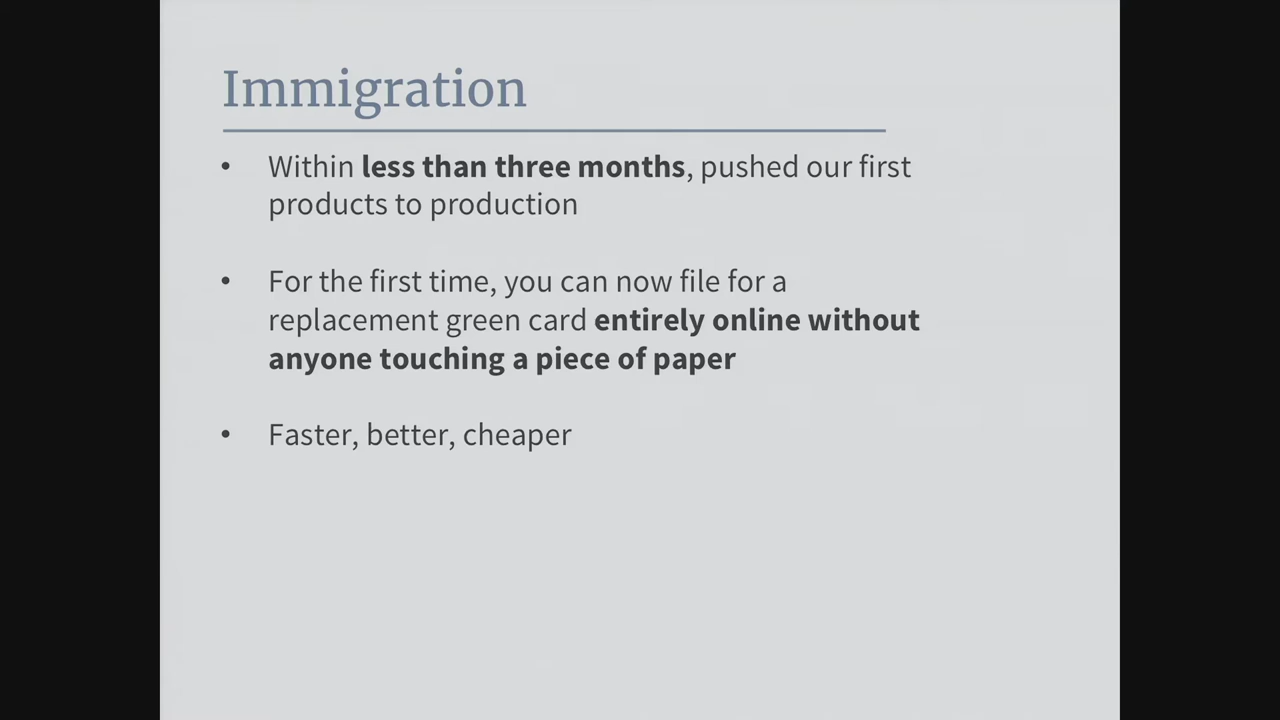 Immigration
• Within less than three months, pushed our first
products to production
• For the first time, you can now file for a
replacement green card entirely online without
anyone touching a piece of paper
• Faster, better, cheaper